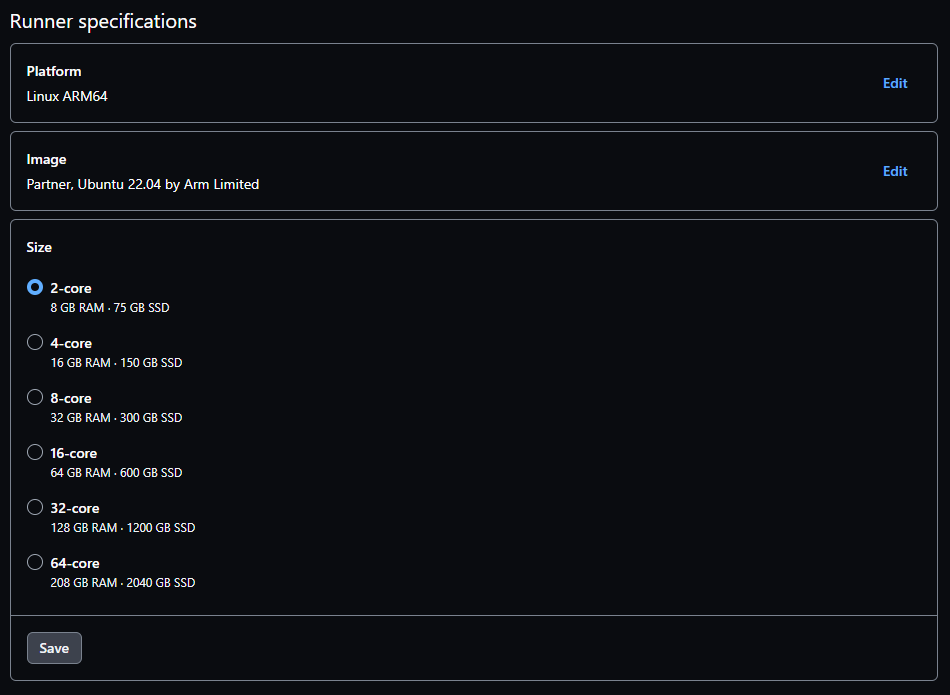 Runner specifications
Platform
Linux ARM64
Edit
Image
Partner, Ubuntu 22.04 by Arm Limited
Edit
Size
2-core
8 GB RAM · 75 GB SSD
4-core
16 GB RAM · 150 GB SSD
8-core
32 GB RAM · 300 GB SSD
16-core
64 GB RAM · 600 GB SSD
32-core
128 GB RAM · 1200 GB SSD
64-core
208 GB RAM · 2040 GB SSD
Save